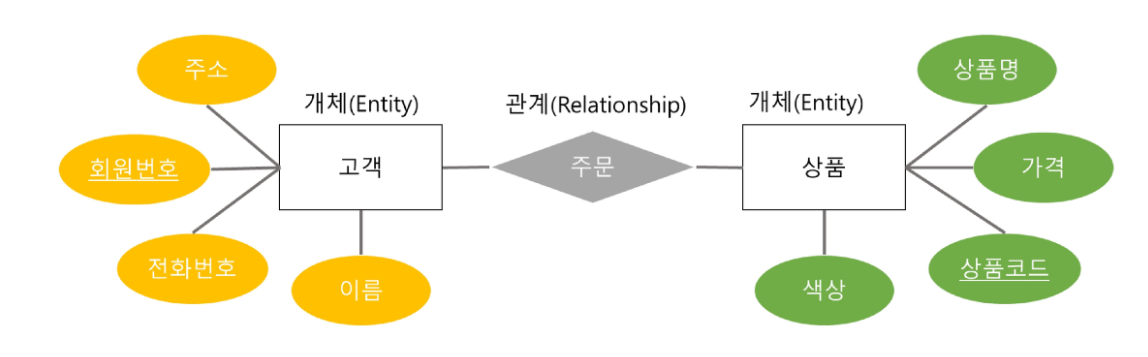 주소
상품명
개체(Entity)
관계(Relationship)
개체(Entity)
회원번호
고객
주문
상품
가격
전화번호
이름
색상
상품코드